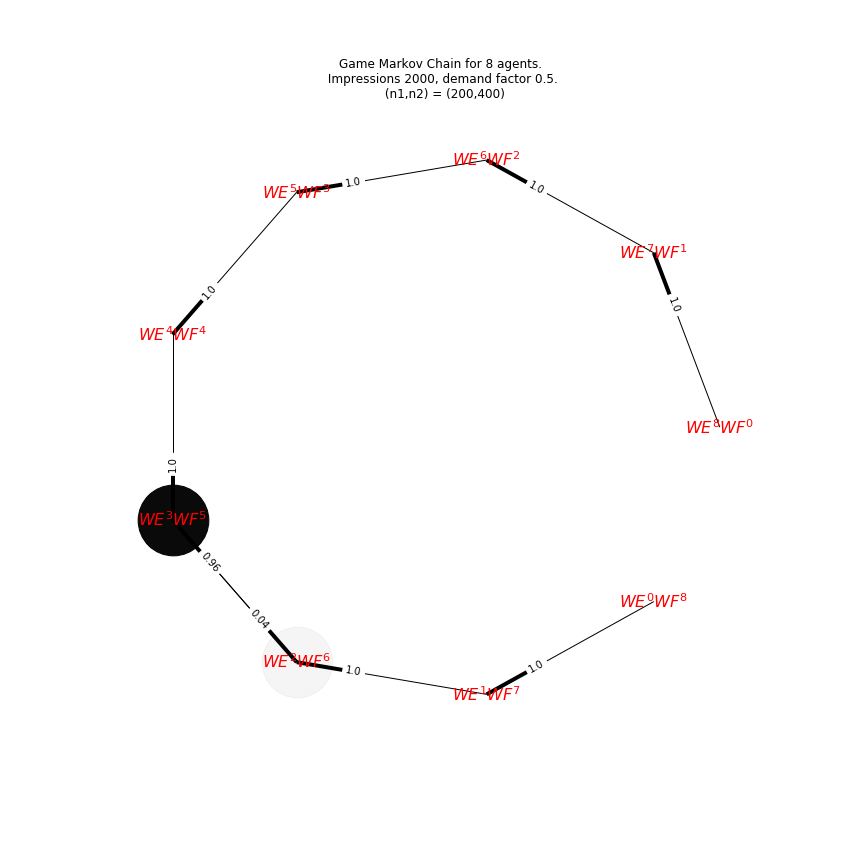 Game Markov Chain for 8 agents.
Impressions 2000, demand factor 0.5.
(n1,n2) = (200,400)
WE^6WF^2
1.0
1.0
WE^5WF^3
WE^7WF^1
1.0
1.0
WE^4WF^4
WE^8WF^0
1.0
WE^3WF^5
0.96
WE^0WF^8
0.04
WE^2WF^6
1.0
1.0
WE^1WF^7